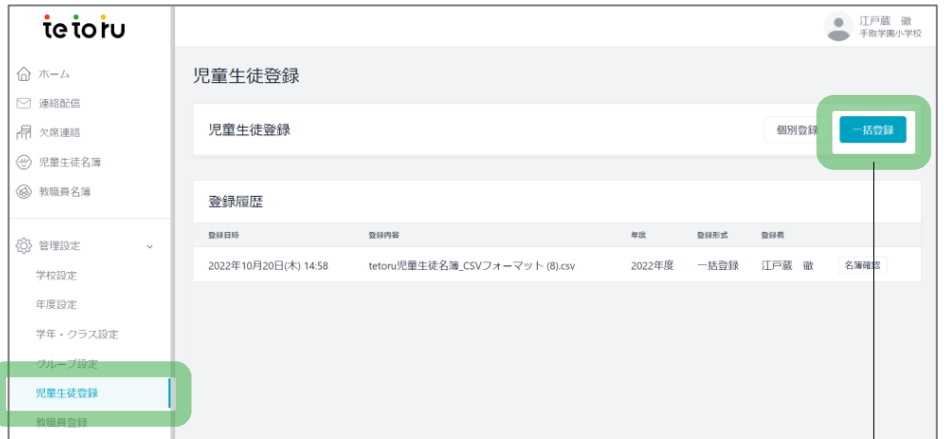 tetoru
江戸蔵 徹
手取学園小学校
ホーム
連絡配信
欠席連絡
児童生徒名簿
教職員名簿
管理設定
学校設定
年度設定
学年・クラス設定
グループ設定
児童生徒登録
教職員登録
児童生徒登録
児童生徒登録
個別登録
一括登録
登録履歴
登録日時 登録内容 年度 登録形式 登録者
2022年10月20日(木) 14:58 tetoru児童生徒名簿_CSVフォーマット (8).csv 2022年度 一括登録 江戸蔵 徹 名簿確認